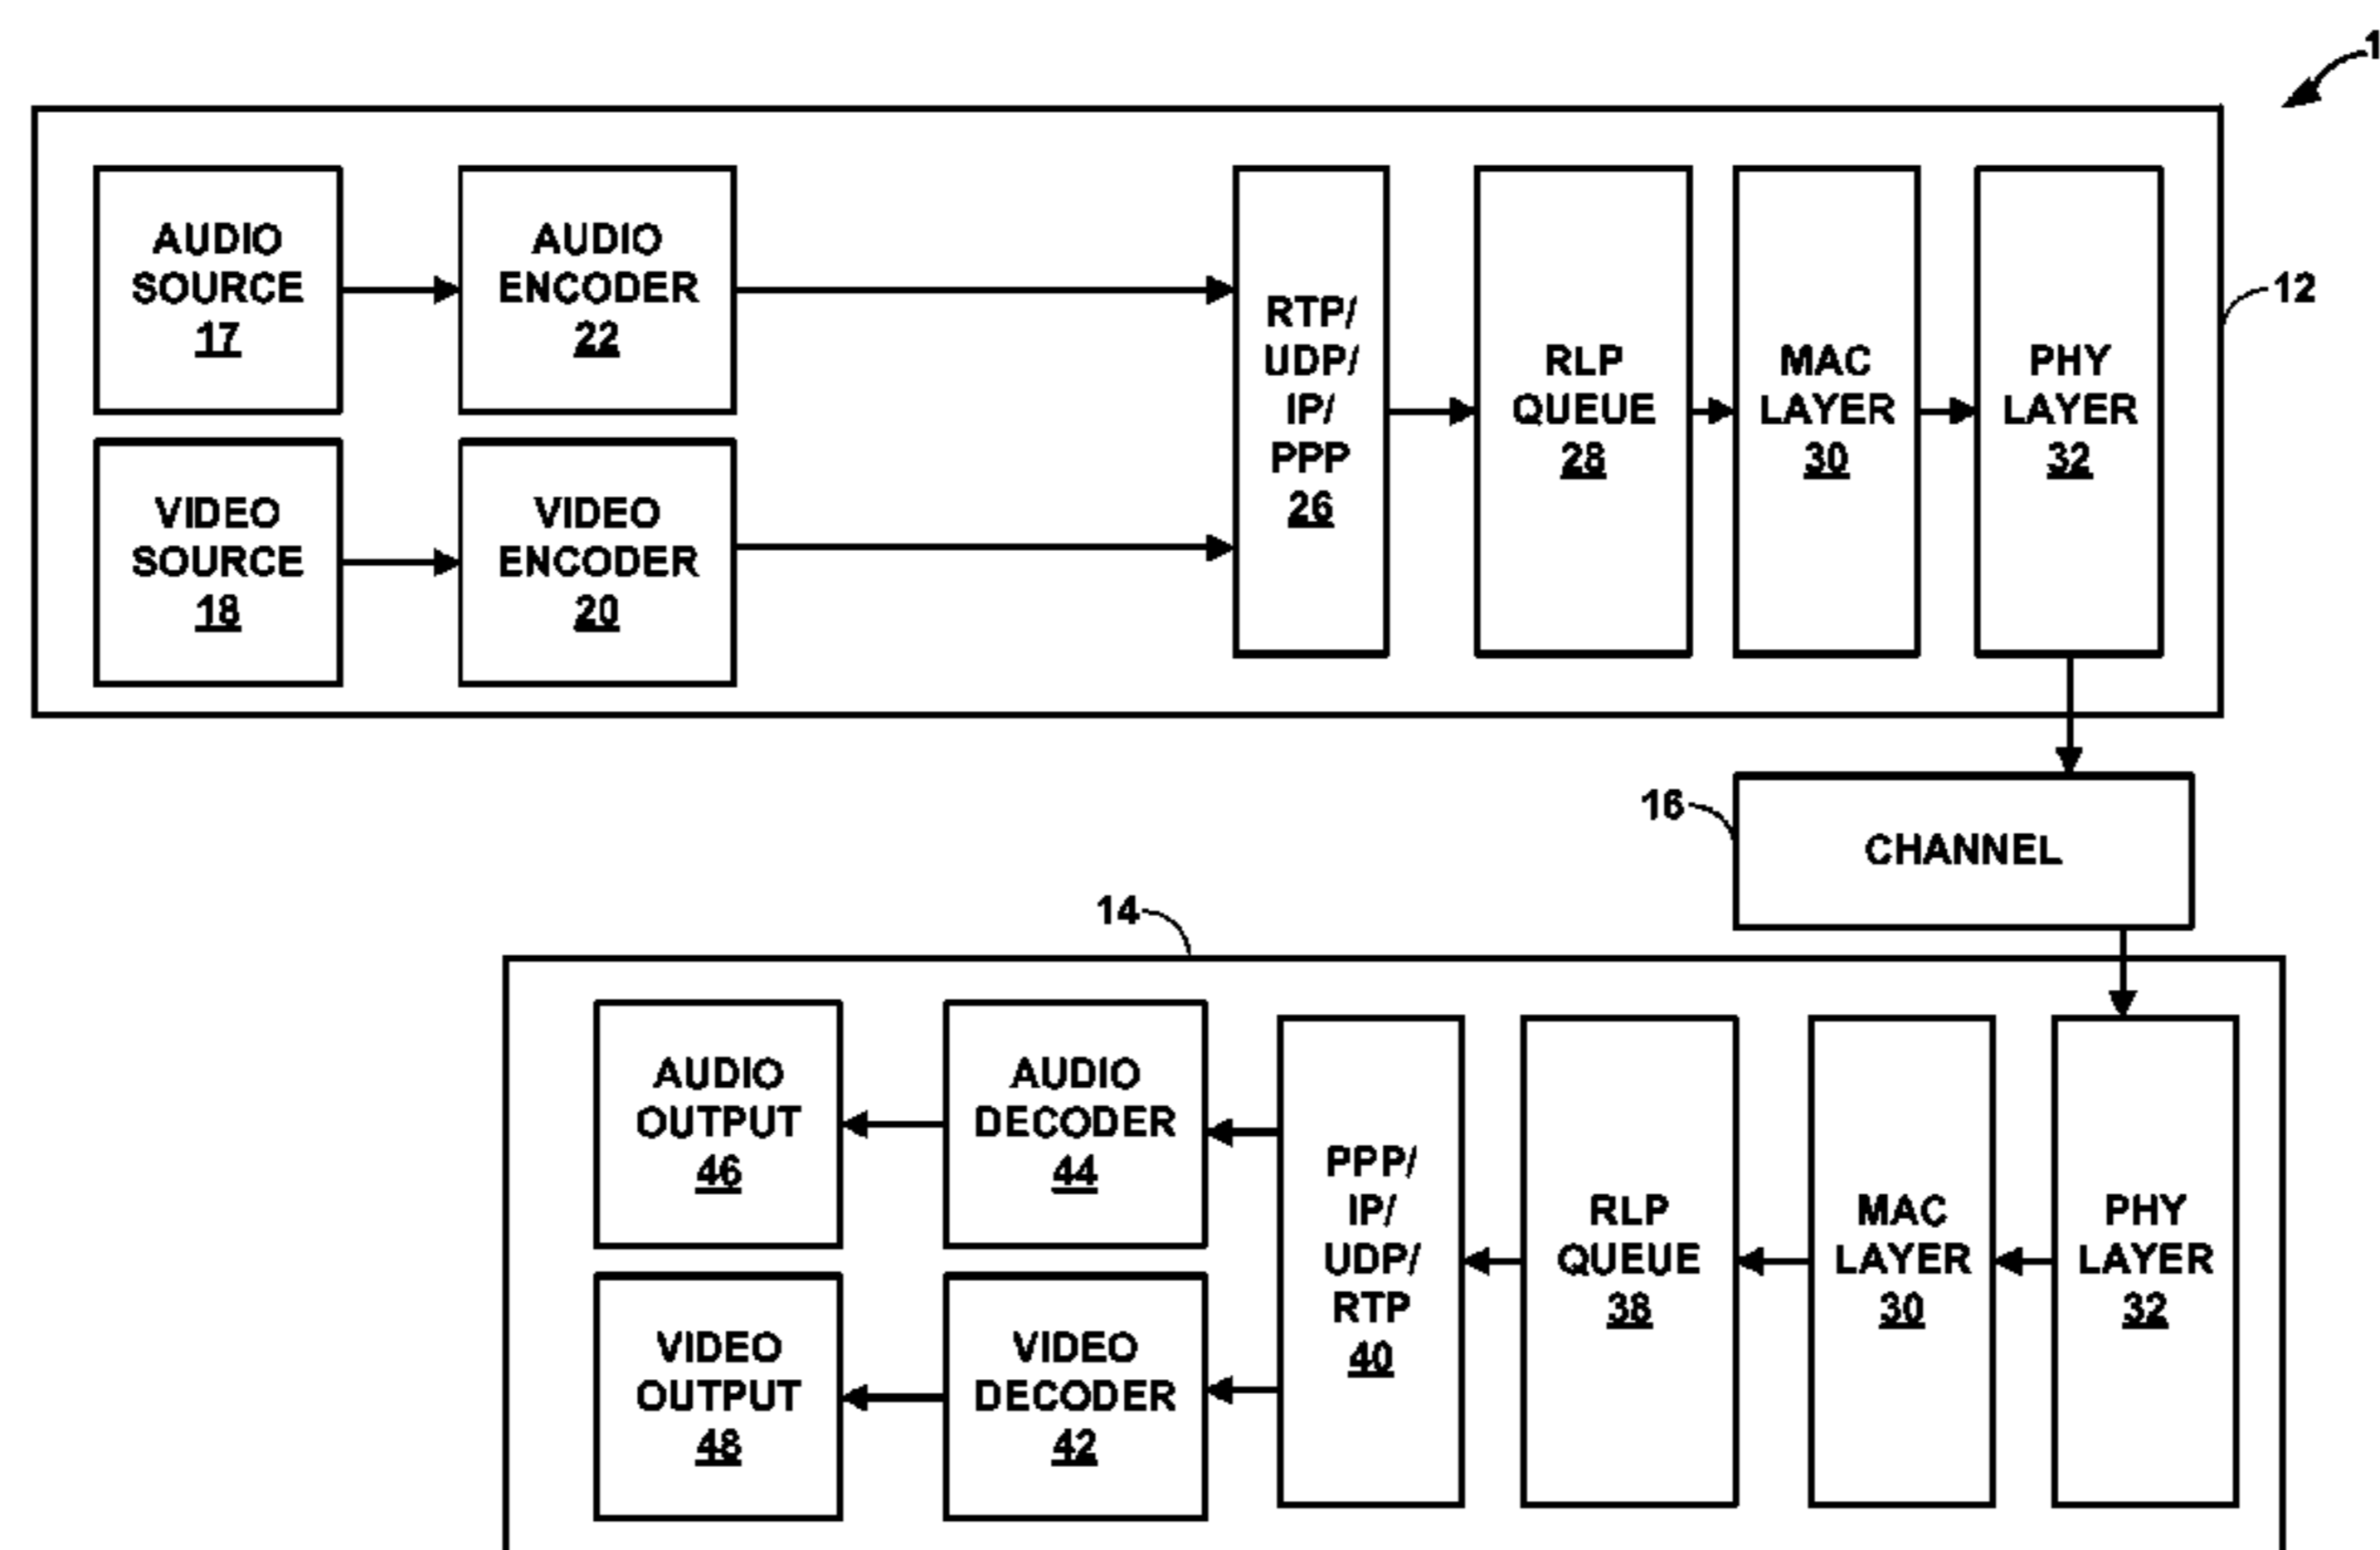 1
12
AUDIO
SOURCE
17
AUDIO
ENCODER
22
VIDEO
SOURCE
18
VIDEO
ENCODER
20
RTP/
UDP/
IP/
PPP
26
RLP
QUEUE
28
MAC
LAYER
30
PHY
LAYER
32
16
CHANNEL
14
AUDIO
OUTPUT
46
AUDIO
DECODER
44
VIDEO
OUTPUT
48
VIDEO
DECODER
42
PPP/
IP/
UDP/
RTP
40
RLP
QUEUE
38
MAC
LAYER
30
PHY
LAYER
32